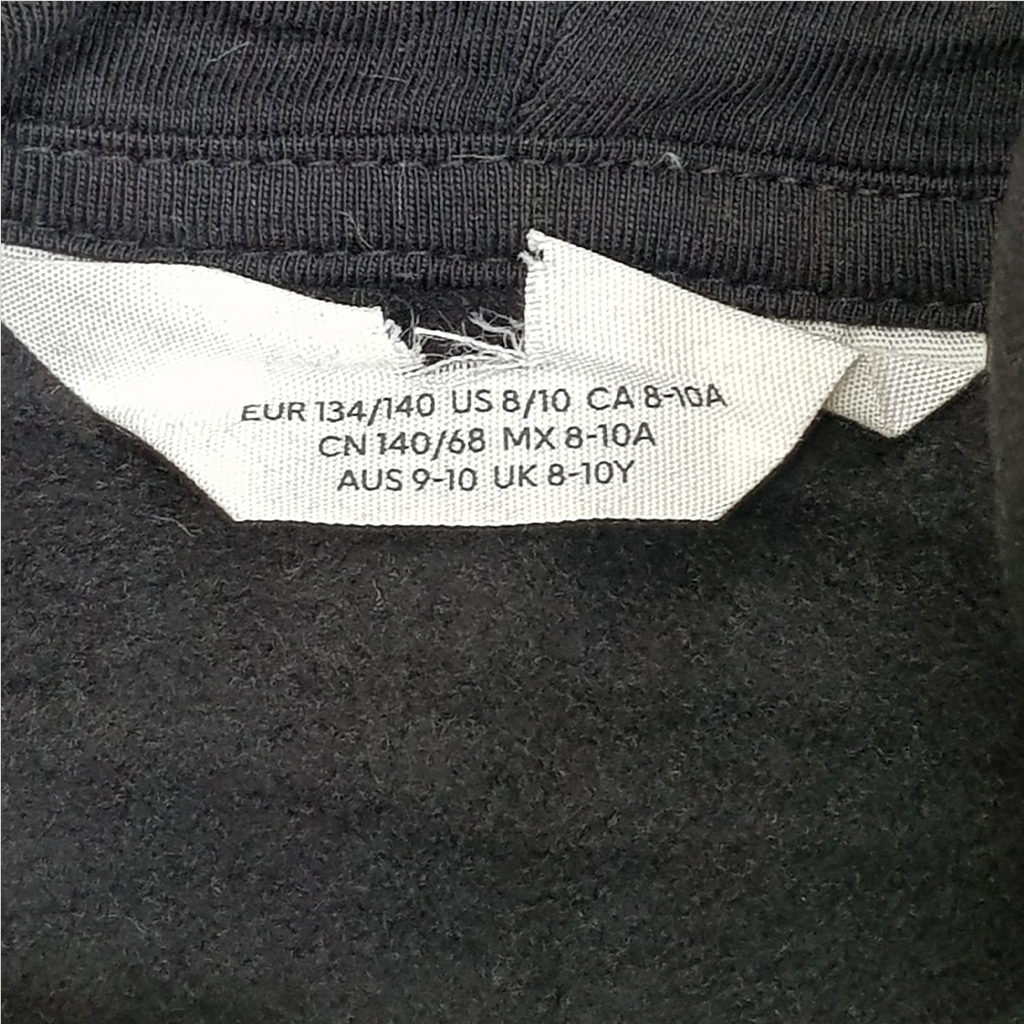 EUR 134/140 US 8/10 CA 8-10A
CN 140/68 MX 8-10A
AUS 9-10 UK 8-10Y